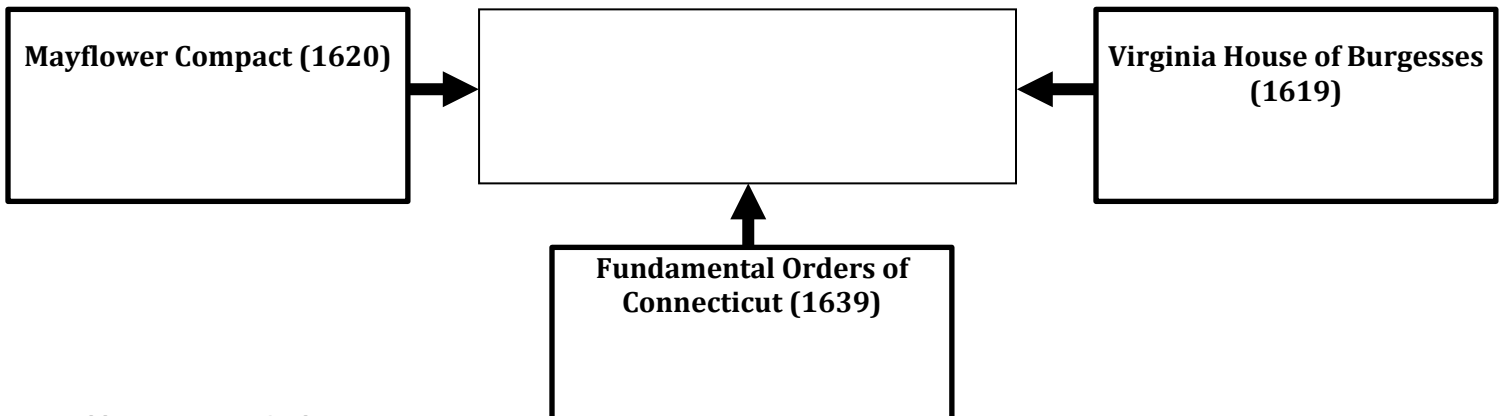 Mayflower Compact (1620)
Virginia House of Burgesses
(1619)
Fundamental Orders of
Connecticut (1639)